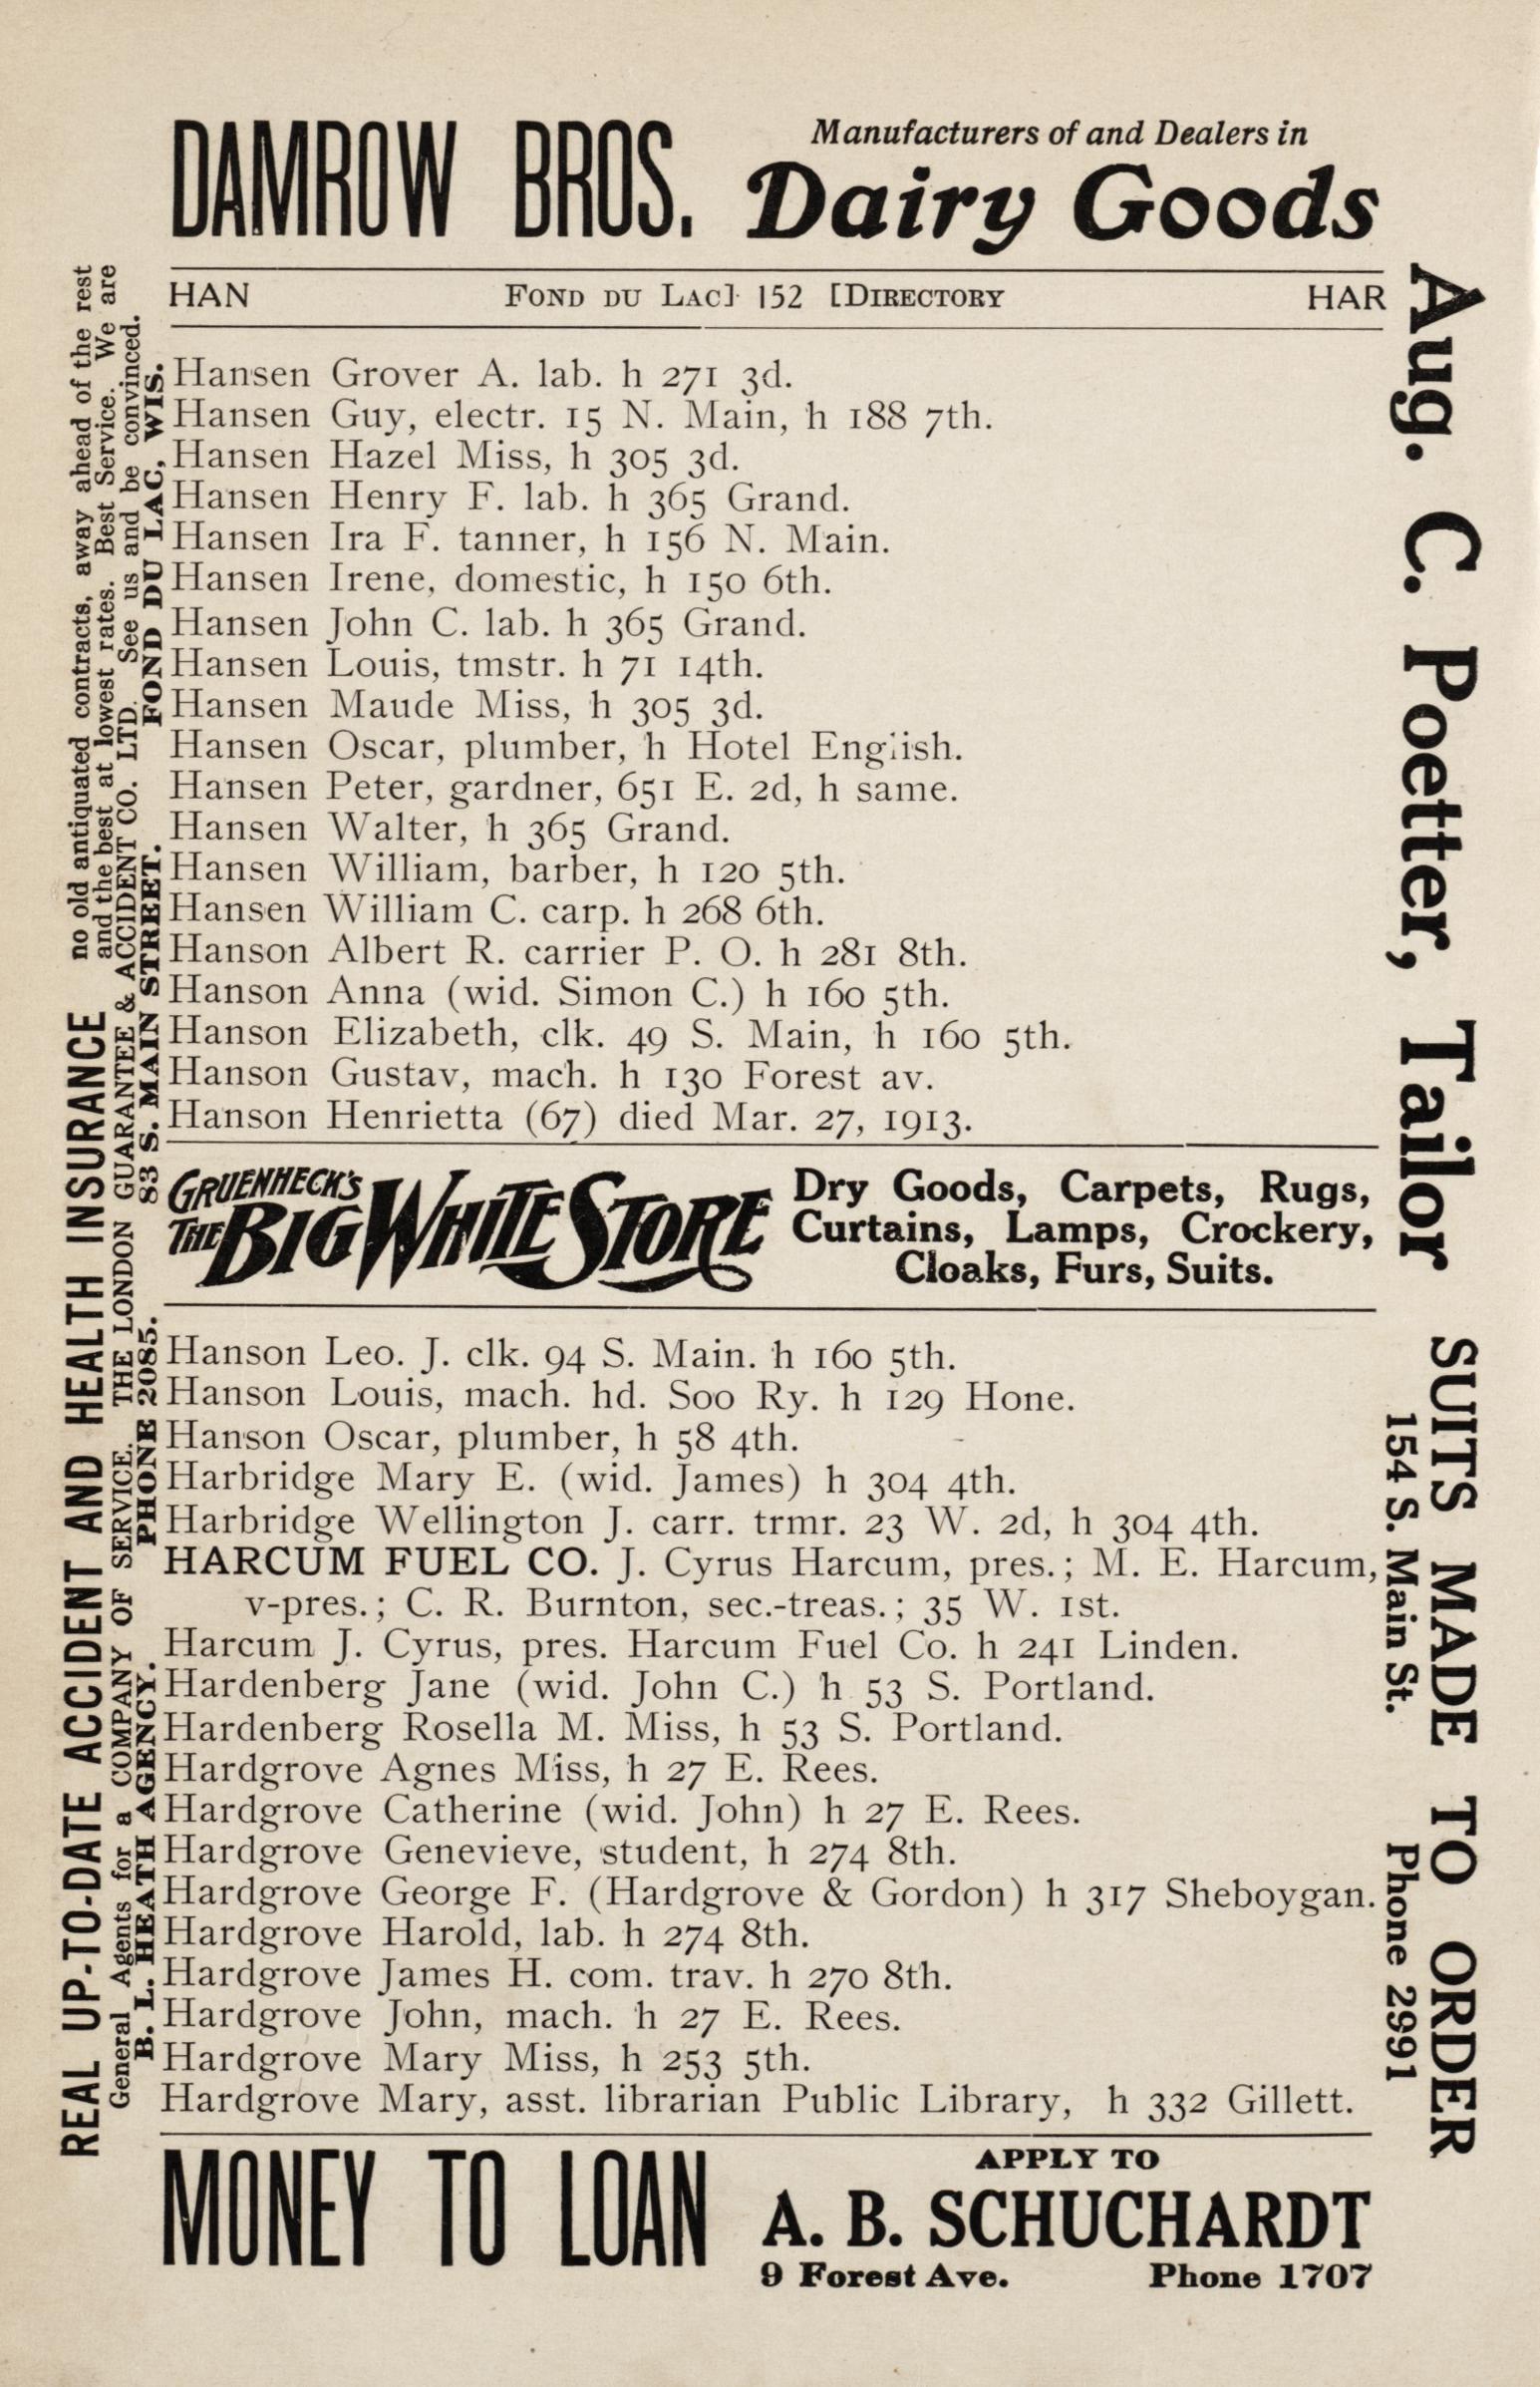 DAMROW BROS. Manufacturers of and Dealers in
Dairy Goods
HAN FOND DU LAC] 152 [DIRECTORY HAR
Hansen Grover A. lab. h 271 3d.
Hansen Guy, electr. 15 N. Main, h 188 7th.
Hansen Hazel Miss, h 305 3d.
Hansen Henry F. lab. h 365 Grand.
Hansen Ira F. tanner, h 156 N. Main.
Hansen Irene, domestic, h 150 6th.
Hansen John C. lab. h 365 Grand.
Hansen Louis, tmstr. h 71 14th.
Hansen Maude Miss, h 305 3d.
Hansen Oscar, plumber, h Hotel English.
Hansen Peter, gardner, 651 E. 2d, h same.
Hansen Walter, h 365 Grand.
Hansen William, barber, h 120 5th.
Hansen William C. carp. h 268 6th.
Hanson Albert R. carrier P. O. h 281 8th.
Hanson Anna (wid. Simon C.) h 160 5th.
Hanson Elizabeth, clk. 49 S. Main, h 160 5th.
Hanson Gustav, mach. h 130 Forest av.
Hanson Henrietta (67) died Mar. 27, 1913.
GRUENHECK'S
THE BIG WHITE STORE
Dry Goods, Carpets, Rugs,
Curtains, Lamps, Crockery,
Cloaks, Furs, Suits.
Hanson Leo. J. clk. 94 S. Main. h 160 5th.
Hanson Louis, mach. hd. Soo Ry. h 129 Hone.
Hanson Oscar, plumber, h 58 4th.
Harbridge Mary E. (wid. James) h 304 4th.
Harbridge Wellington J. carr. trmr. 23 W. 2d, h 304 4th.
HARCUM FUEL CO. J. Cyrus Harcum, pres.; M. E. Harcum,
v-pres.; C. R. Burnton, sec.-treas.; 35 W. 1st.
Harcum J. Cyrus, pres. Harcum Fuel Co. h 241 Linden.
Hardenberg Jane (wid. John C.) h 53 S. Portland.
Hardenberg Rosella M. Miss, h 53 S. Portland.
Hardgrove Agnes Miss, h 27 E. Rees.
Hardgrove Catherine (wid. John) h 27 E. Rees.
Hardgrove Genevieve, student, h 274 8th.
Hardgrove George F. (Hardgrove & Gordon) h 317 Sheboygan.
Hardgrove Harold, lab. h 274 8th.
Hardgrove James H. com. trav. h 270 8th.
Hardgrove John, mach. h 27 E. Rees.
Hardgrove Mary Miss, h 253 5th.
Hardgrove Mary, asst. librarian Public Library, h 332 Gillett.
MONEY TO LOAN
APPLY TO
A. B. SCHUCHARDT
9 Forest Ave. Phone 1707
REAL UP-TO-DATE ACCIDENT AND HEALTH INSURANCE no old antiquated contracts, away ahead of the rest
and the best at lowest rates. Best Service. We are
General Agents for a COMPANY OF SERVICE. THE LONDON GUARANTEE & ACCIDENT CO. LTD. See us and be convinced.
B. L. HEATH AGENCY. PHONE 2085. 83 S. MAIN STREET. FOND DU LAC, WIS.
Aug. C. Poetter, Tailor
SUITS MADE TO ORDER
154 S. Main St. Phone 2991